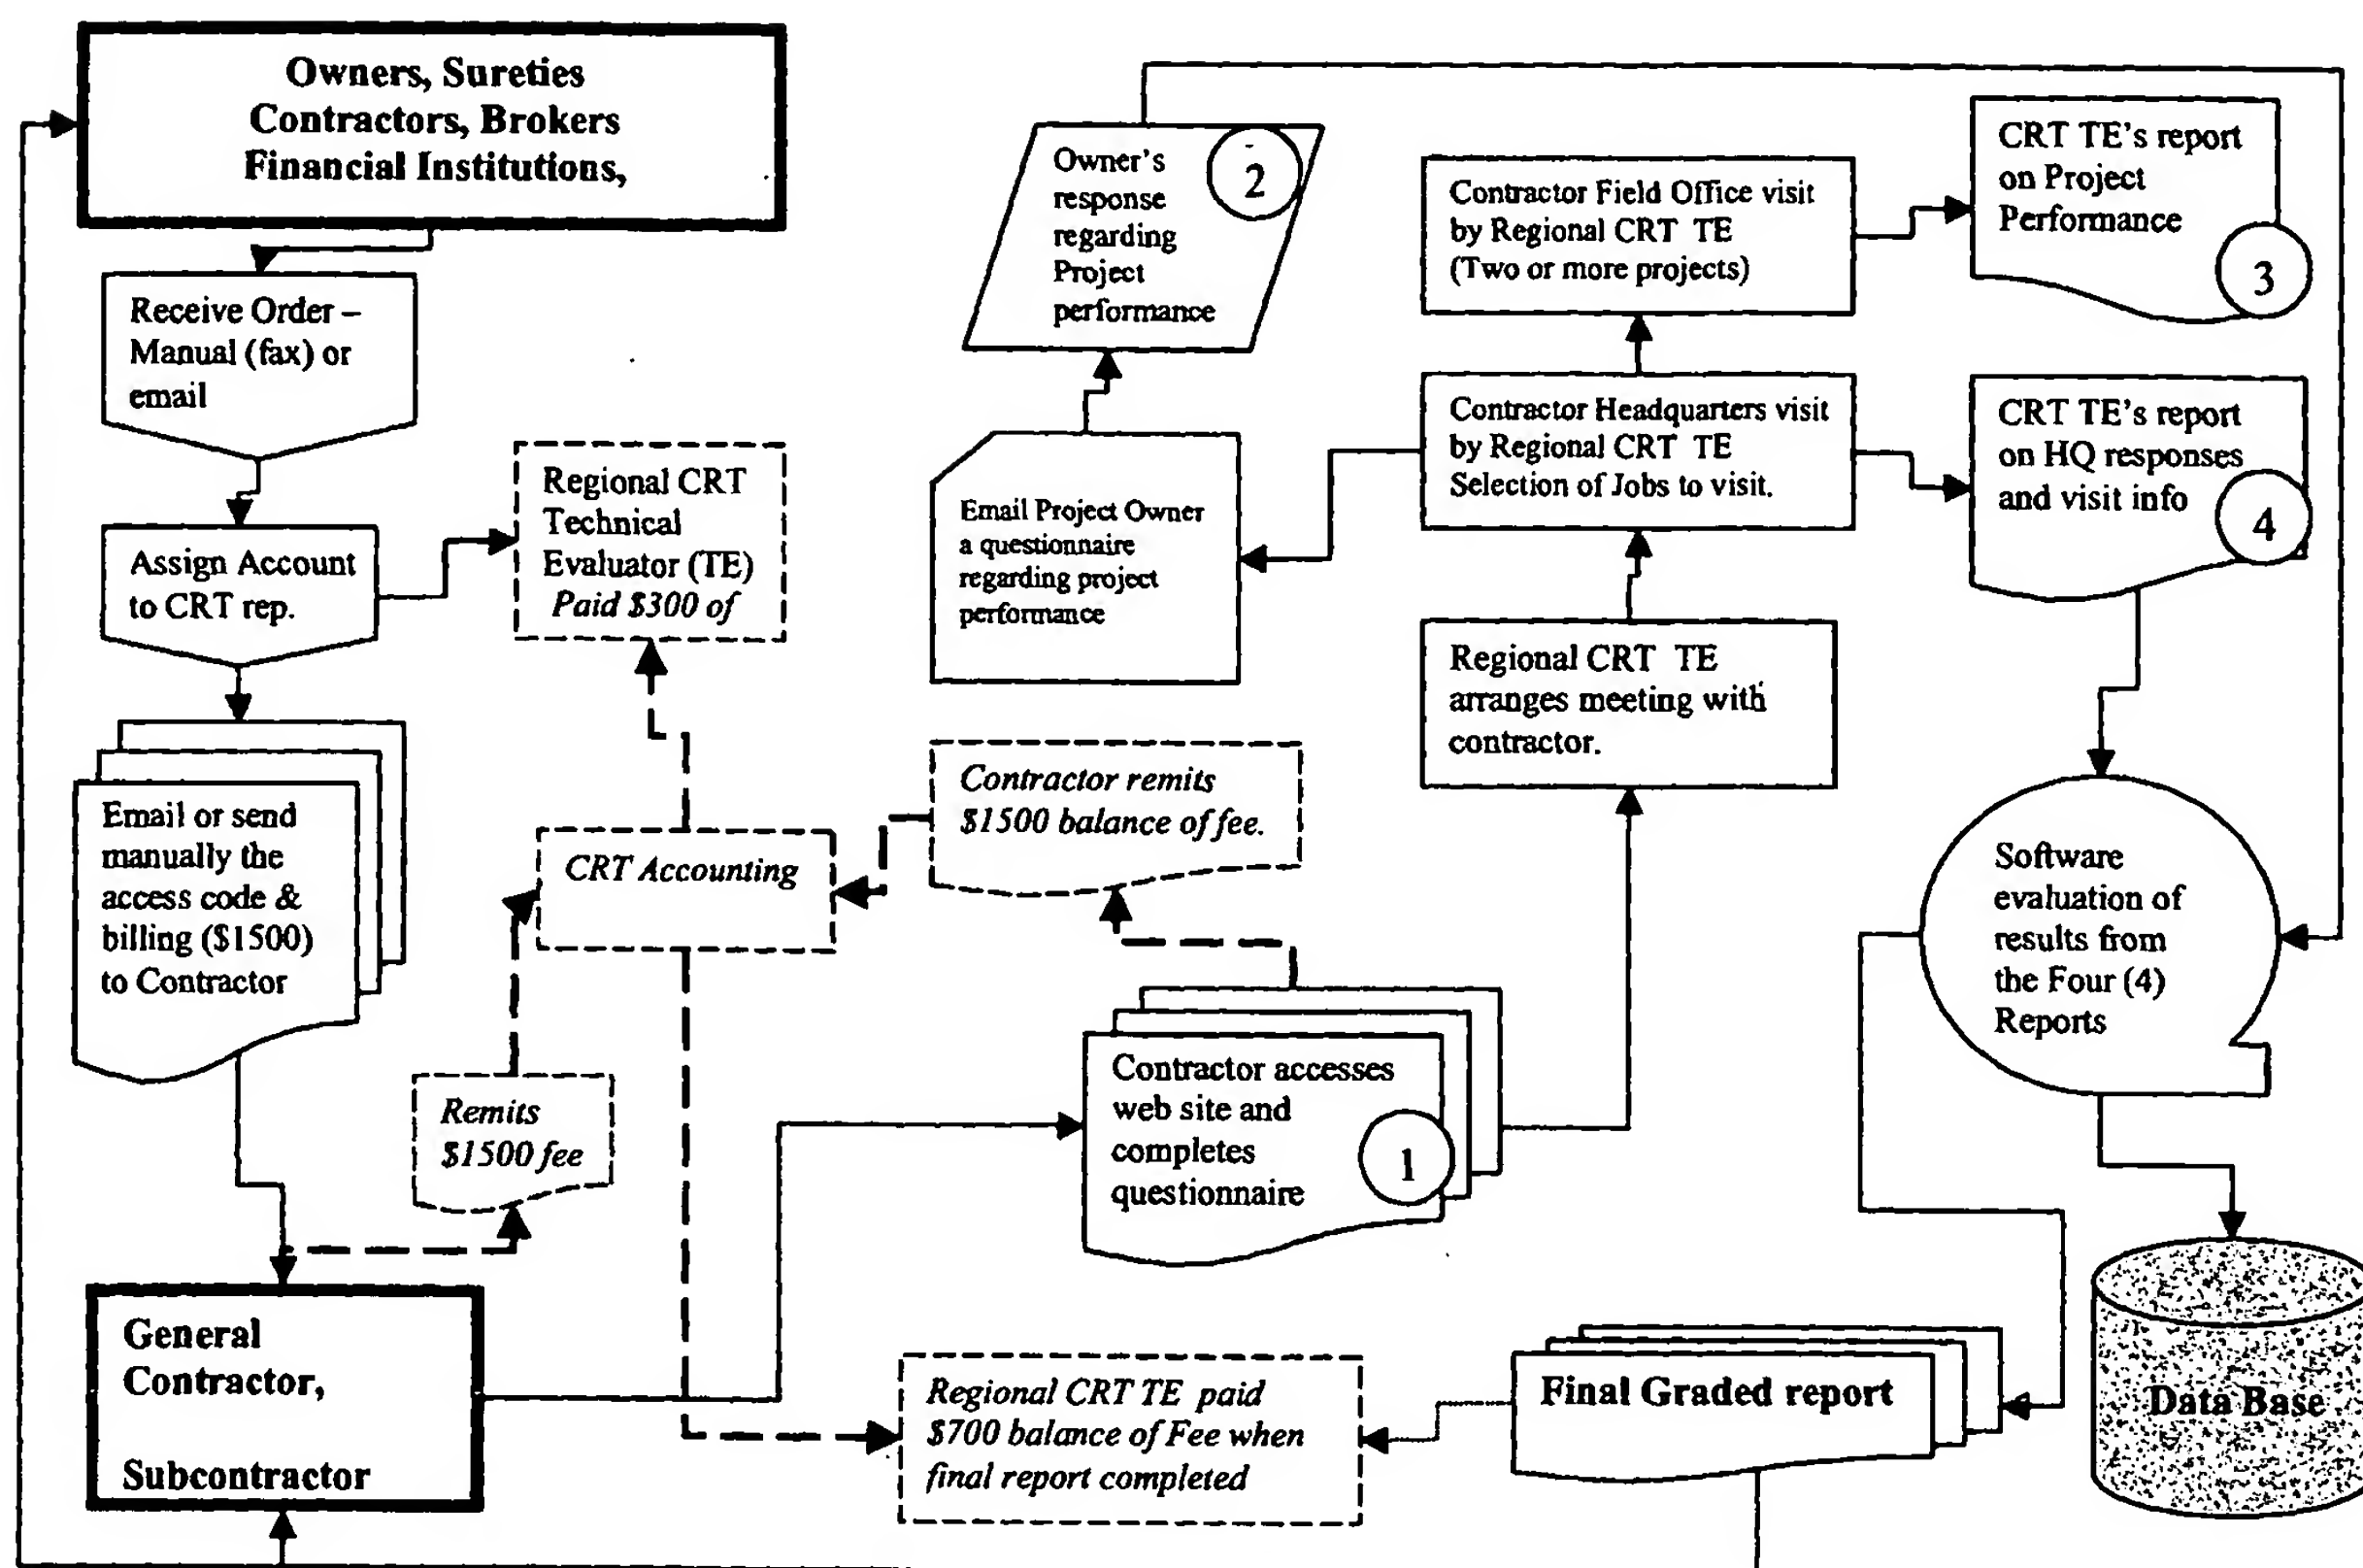 Owners, Sureties
Contractors, Brokers
Financial Institutions,
Receive Order –
Manual (fax) or
email
Assign Account
to CRT rep.
Regional CRT
Technical
Evaluator (TE)
Paid $300 of
Email or send
manually the
access code &
billing ($1500)
to Contractor
Remits
$1500 fee
General
Contractor,
Subcontractor
CRT Accounting
Contractor remits
$1500 balance of fee.
Contractor accesses
web site and
completes
questionnaire
1
Owner's
response
regarding
Project
performance
2
Email Project Owner
a questionnaire
regarding project
performance
Contractor Field Office visit
by Regional CRT TE
(Two or more projects)
Contractor Headquarters visit
by Regional CRT TE
Selection of Jobs to visit.
Regional CRT TE
arranges meeting with
contractor.
CRT TE's report
on Project
Performance
3
CRT TE's report
on HQ responses
and visit info
4
Software
evaluation of
results from
the Four (4)
Reports
Regional CRT TE paid
$700 balance of Fee when
final report completed
Final Graded report
Data Base